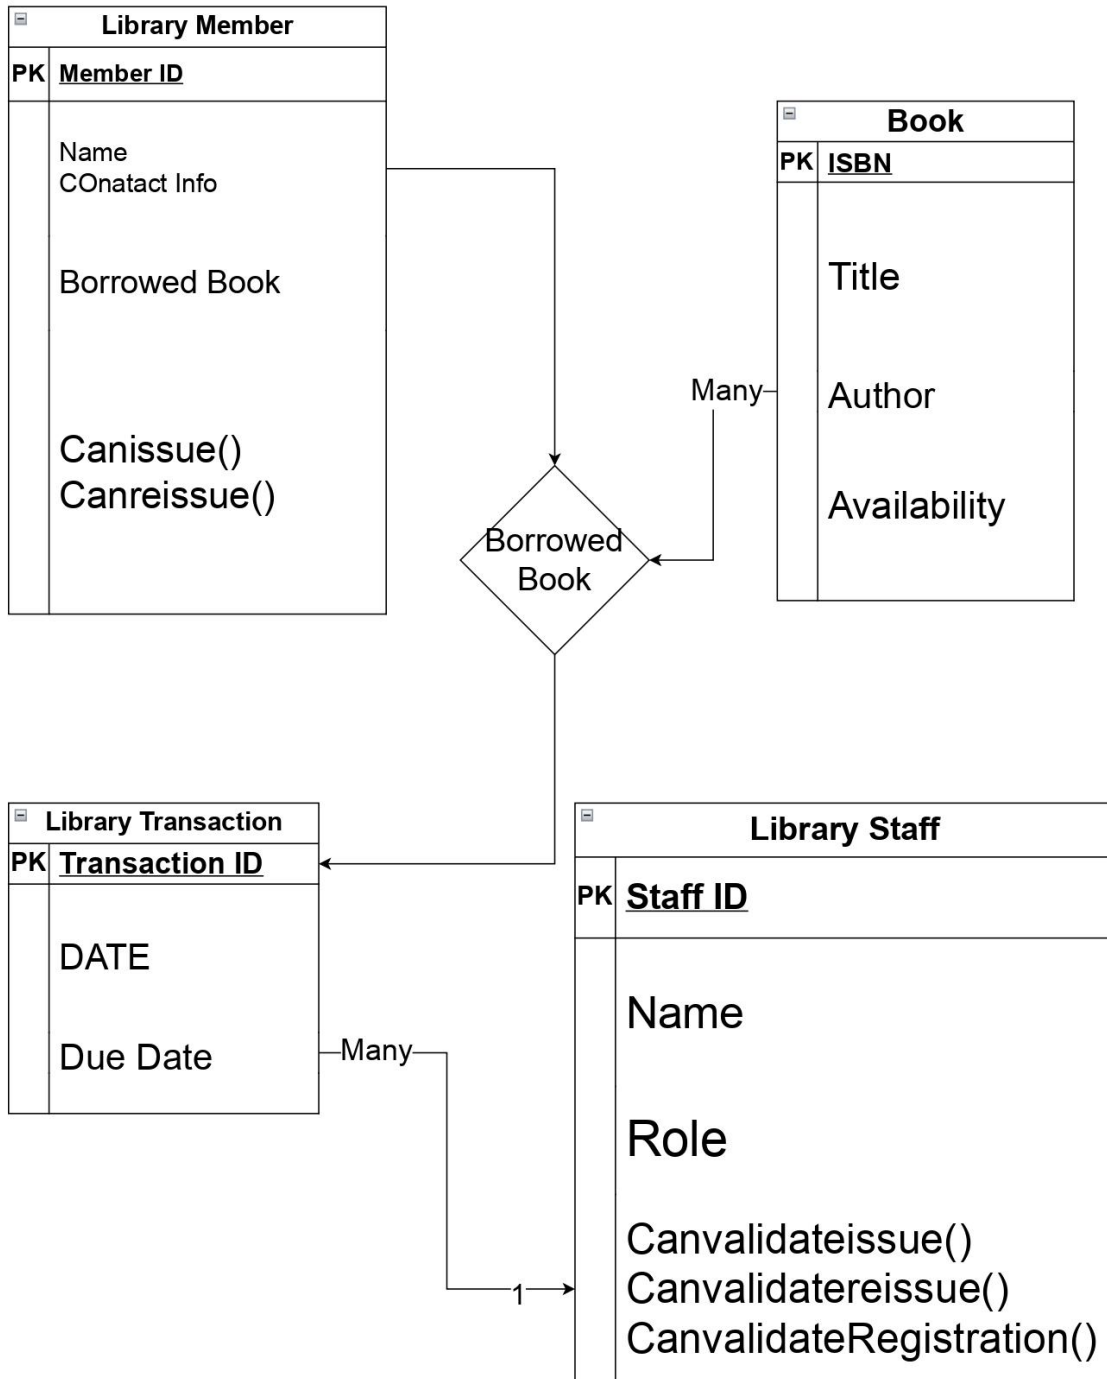 Library Member
PK Member ID
Name
COnatact Info
Borrowed Book
Canissue()
Canreissue()
Book
PK ISBN
Title
Author
Availability
Many
Borrowed
Book
Library Transaction
PK Transaction ID
DATE
Due Date
Many
1
Library Staff
PK Staff ID
Name
Role
Canvalidateissue()
Canvalidatereissue()
CanvalidateRegistration()